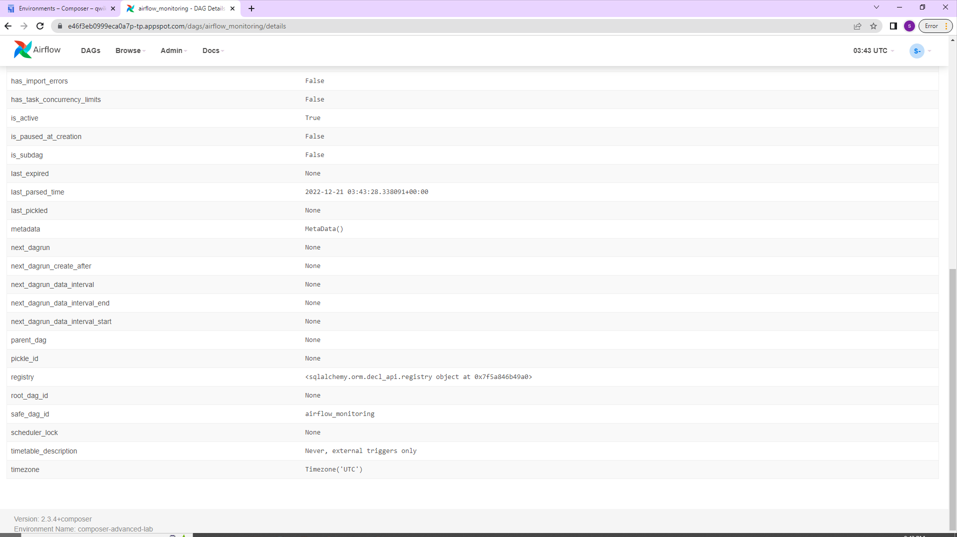 Environments – Composer – qwi
airflow_monitoring - DAG Details
e46f3eb0999eca0a7p-tp.appspot.com/dags/airflow_monitoring/details
S
Error
Airflow
DAGs
Browse
Admin
Docs
03:43 UTC
S-
has_import_errors False
has_task_concurrency_limits False
is_active True
is_paused_at_creation False
is_subdag False
last_expired None
last_parsed_time 2022-12-21 03:43:28.338091+00:00
last_pickled None
metadata MetaData()
next_dagrun None
next_dagrun_create_after None
next_dagrun_data_interval None
next_dagrun_data_interval_end None
next_dagrun_data_interval_start None
parent_dag None
pickle_id None
registry <sqlalchemy.orm.decl_api.registry object at 0x7f5a846b49a0>
root_dag_id None
safe_dag_id airflow_monitoring
scheduler_lock None
timetable_description Never, external triggers only
timezone Timezone('UTC')
Version: 2.3.4+composer
Environment Name: composer-advanced-lab